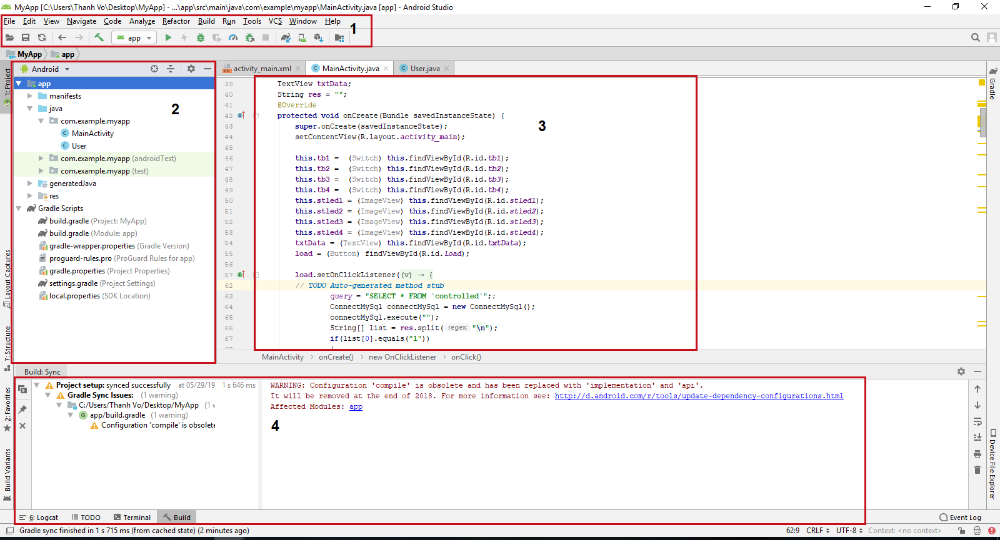 MyApp [C:\Users\Thanh Vo\Desktop\MyApp] - ...\app\src\main\java\com\example\myapp\MainActivity.java [app] - Android Studio
File Edit View Navigate Code Analyze Refactor Build Run Tools VCS Window Help
1
app
MyApp app
1: Project
7: Structure
Layout Captures
2: Favorites
Build Variants
Android
app
manifests
java
2
com.example.myapp
MainActivity
User
com.example.myapp (androidTest)
com.example.myapp (test)
generatedJava
res
Gradle Scripts
build.gradle (Project: MyApp)
build.gradle (Module: app)
gradle-wrapper.properties (Gradle Version)
proguard-rules.pro (ProGuard Rules for app)
gradle.properties (Project Properties)
settings.gradle (Project Settings)
local.properties (SDK Location)
activity_main.xml MainActivity.java User.java
39 TextView txtData;
40 String res = "";
41 @Override
42 protected void onCreate(Bundle savedInstanceState) {
43 super.onCreate(savedInstanceState);
3
44 setContentView(R.layout.activity_main);
45
46 this.tb1 = (Switch) this.findViewById(R.id.tb1);
47 this.tb2 = (Switch) this.findViewById(R.id.tb2);
48 this.tb3 = (Switch) this.findViewById(R.id.tb3);
49 this.tb4 = (Switch) this.findViewById(R.id.tb4);
50 this.stled1 = (ImageView) this.findViewById(R.id.stled1);
51 this.stled2 = (ImageView) this.findViewById(R.id.stled2);
52 this.stled3 = (ImageView) this.findViewById(R.id.stled3);
53 this.stled4 = (ImageView) this.findViewById(R.id.stled4);
54 txtData = (TextView) this.findViewById(R.id.txtData);
55 load = (Button) findViewById(R.id.load);
56
57 load.setOnClickListener((v) → {
62 // TODO Auto-generated method stub
63 query = "SELECT * FROM `controlled`";;
64 ConnectMySql connectMySql = new ConnectMySql();
65 connectMySql.execute("");
66 String[] list = res.split( regex: "\n");
67 if(list[0].equals("1"))
68 {
MainActivity › onCreate() › new OnClickListener › onClick()
Gradle
Device File Explorer
Build: Sync
Project setup: synced successfully at 05/29/19 1 s 646 ms
Gradle Sync Issues: (1 warning)
C:/Users/Thanh Vo/Desktop/MyApp (1 w
app/build.gradle (1 warning)
Configuration 'compile' is obsolete
WARNING: Configuration 'compile' is obsolete and has been replaced with 'implementation' and 'api'.
It will be removed at the end of 2018. For more information see: http://d.android.com/r/tools/update-dependency-configurations.html
Affected Modules: app
4
6: Logcat TODO Terminal Build Event Log
Gradle sync finished in 1 s 715 ms (from cached state) (2 minutes ago) 62:9 CRLF UTF-8 Context: <no context>